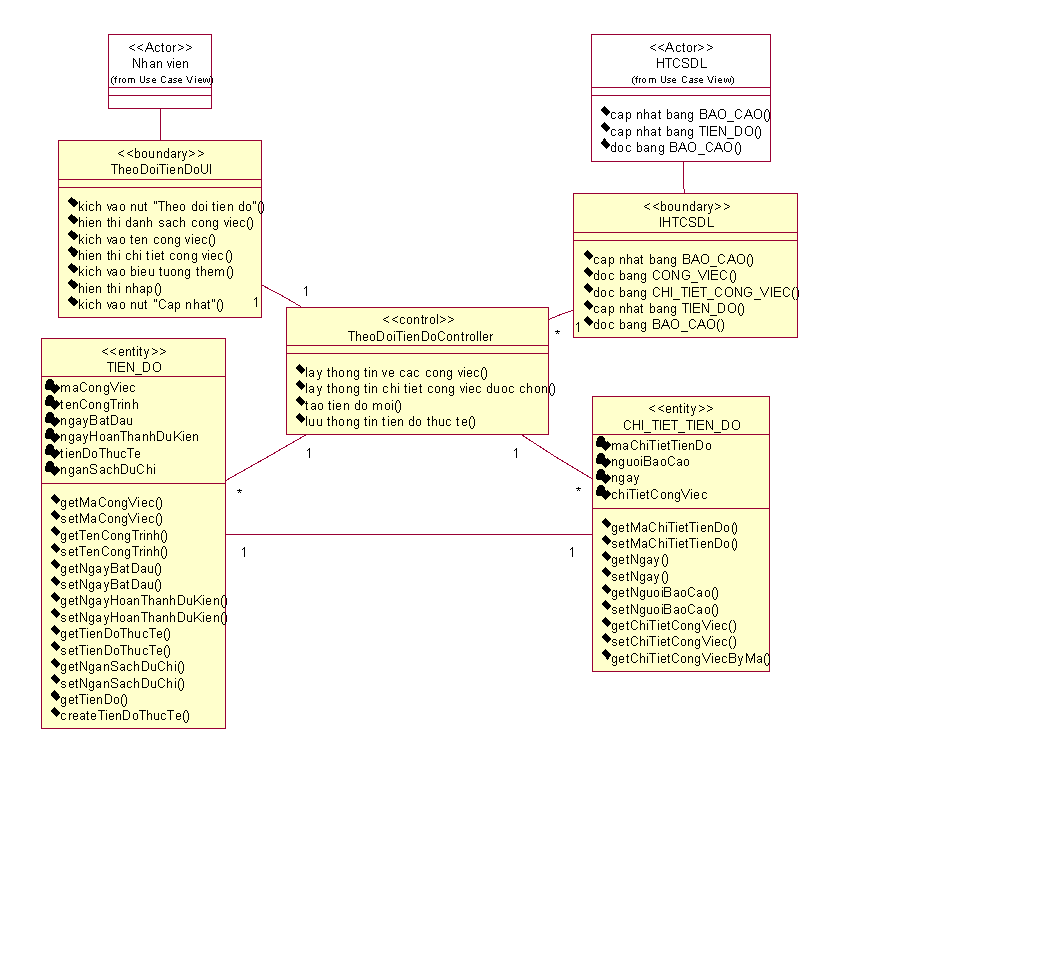 <<Actor>>
Nhan vien
(from Use Case View)
<<Actor>>
HTCSDL
(from Use Case View)
cap nhat bang BAO_CAO()
cap nhat bang TIEN_DO()
doc bang BAO_CAO()
<<boundary>>
TheoDoiTienDoUI
kich vao nut "Theo doi tien do"()
hien thi danh sach cong viec()
kich vao ten cong viec()
hien thi chi tiet cong viec()
kich vao bieu tuong them()
hien thi nhap()
kich vao nut "Cap nhat"()
1
1
<<boundary>>
IHTCSDL
cap nhat bang BAO_CAO()
doc bang CONG_VIEC()
doc bang CHI_TIET_CONG_VIEC()
cap nhat bang TIEN_DO()
doc bang BAO_CAO()
* 1
<<control>>
TheoDoiTienDoController
lay thong tin ve cac cong viec()
lay thong tin chi tiet cong viec duoc chon()
tao tien do moi()
luu thong tin tien do thuc te()
1
1
*
*
<<entity>>
TIEN_DO
maCongViec
tenCongTrinh
ngayBatDau
ngayHoanThanhDuKien
tienDoThucTe
nganSachDuChi
getMaCongViec()
setMaCongViec()
getTenCongTrinh()
setTenCongTrinh()
getNgayBatDau()
setNgayBatDau()
getNgayHoanThanhDuKien()
setNgayHoanThanhDuKien()
getTienDoThucTe()
setTienDoThucTe()
getNganSachDuChi()
setNganSachDuChi()
getTienDo()
createTienDoThucTe()
1
1
<<entity>>
CHI_TIET_TIEN_DO
maChiTietTienDo
nguoiBaoCao
ngay
chiTietCongViec
getMaChiTietTienDo()
setMaChiTietTienDo()
getNgay()
setNgay()
getNguoiBaoCao()
setNguoiBaoCao()
getChiTietCongViec()
setChiTietCongViec()
getChiTietCongViecByMa()